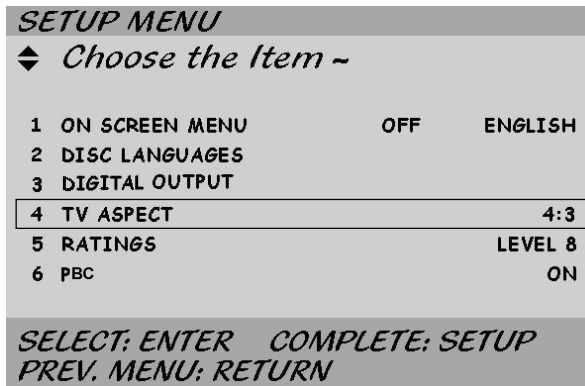 SETUP MENU
Choose the Item ~
1 ON SCREEN MENU OFF ENGLISH
2 DISC LANGUAGES
3 DIGITAL OUTPUT
4 TV ASPECT 4:3
5 RATINGS LEVEL 8
6 PBC ON
SELECT: ENTER COMPLETE: SETUP
PREV. MENU: RETURN